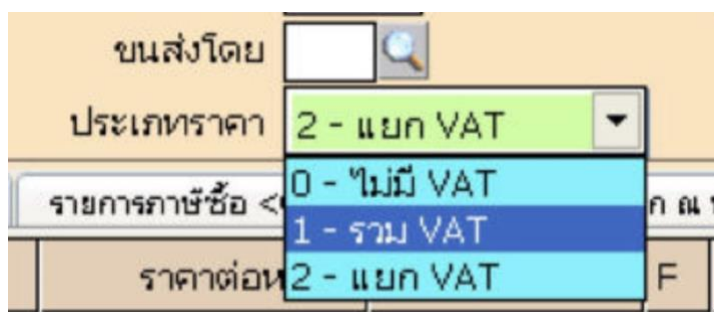 ขนส่งโดย
ประเภทราคา 2 - แยก VAT
0 - ไม่มี VAT
รายการภาษีซื้อ <
ก ณ
1 - รวม VAT
ราคาต่อห
2 - แยก VAT
F